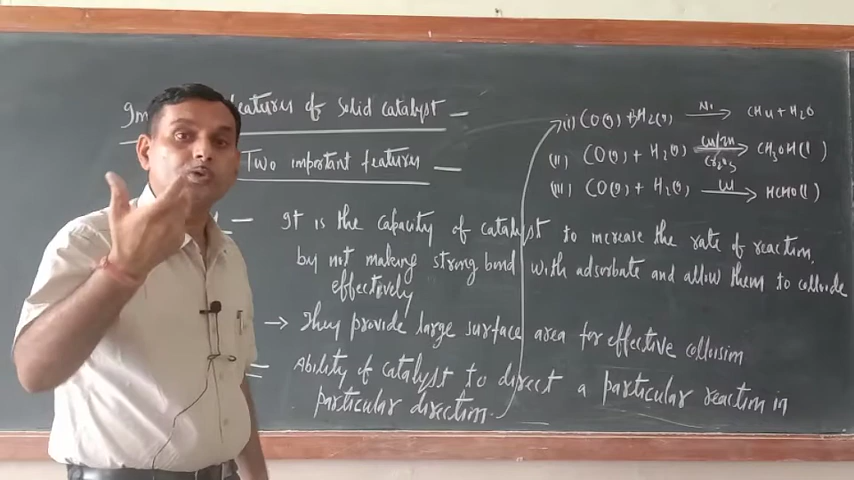 features of solid catalyst -
Two important features -
It is the capacity of catalyst to increase the rate of reaction,
by not making strong bond with adsorbate and allow them to colloide
effectively
→ They provide large surface area for effective colloisim
Ability of catalyst to direct a particular reaction in
particular direction.
(i) CO(g) + 3H₂(g) Ni → CH₄ + H₂O
(ii) CO(g) + H₂(g) Cu/Zn Cr₂O₃ → CH₃OH(l)
(iii) CO(g) + H₂(g) Cu → HCHO(l)